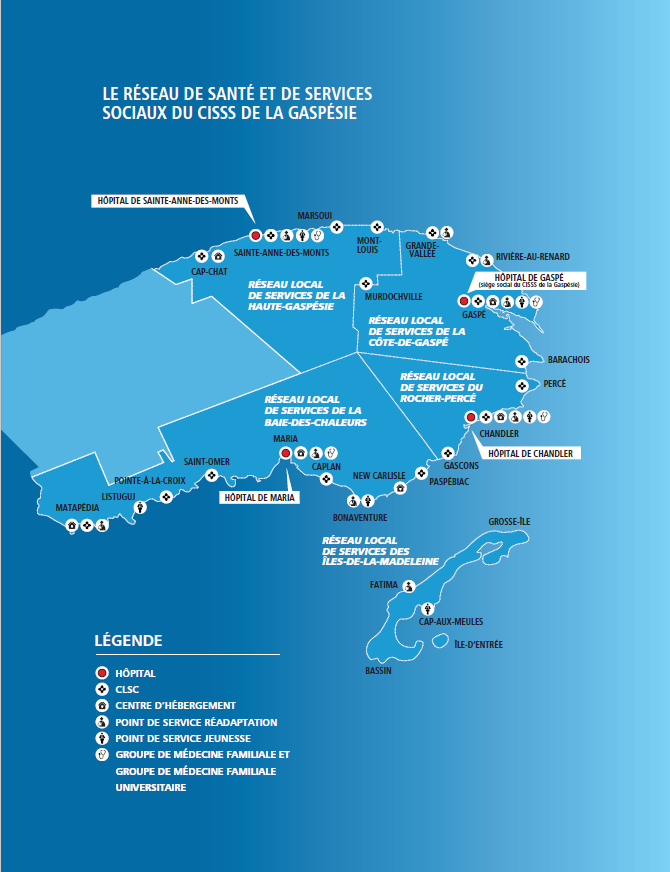 LE RÉSEAU DE SANTÉ ET DE SERVICES
SOCIAUX DU CISSS DE LA GASPÉSIE
HÔPITAL DE SAINTE-ANNE-DES-MONTS
MARSOUI
MONT-
LOUIS
GRANDE-
VALLÉE
SAINTE-ANNE-DES-MONTS
RIVIÈRE-AU-RENARD
CAP-CHAT
HÔPITAL DE GASPÉ
(siège social du CISSS de la Gaspésie)
RÉSEAU LOCAL
DE SERVICES DE LA
HAUTE-GASPÉSIE
MURDOCHVILLE
GASPÉ
RÉSEAU LOCAL
DE SERVICES DE LA
CÔTE-DE-GASPÉ
BARACHOIS
RÉSEAU LOCAL
DE SERVICES DU
ROCHER-PERCÉ
PERCÉ
RÉSEAU LOCAL
DE SERVICES DE LA
BAIE-DES-CHALEURS
CHANDLER
MARIA
HÔPITAL DE CHANDLER
SAINT-OMER
CAPLAN
GASCONS
POINTE-À-LA-CROIX
NEW CARLISLE
PASPÉBIAC
LISTUGUJ
HÔPITAL DE MARIA
MATAPÉDIA
BONAVENTURE
GROSSE-ÎLE
RÉSEAU LOCAL
DE SERVICES DES
ÎLES-DE-LA-MADELEINE
FATIMA
CAP-AUX-MEULES
ÎLE-D'ENTRÉE
BASSIN
LÉGENDE
HÔPITAL
CLSC
CENTRE D'HÉBERGEMENT
POINT DE SERVICE RÉADAPTATION
POINT DE SERVICE JEUNESSE
GROUPE DE MÉDECINE FAMILIALE ET
GROUPE DE MÉDECINE FAMILIALE
UNIVERSITAIRE